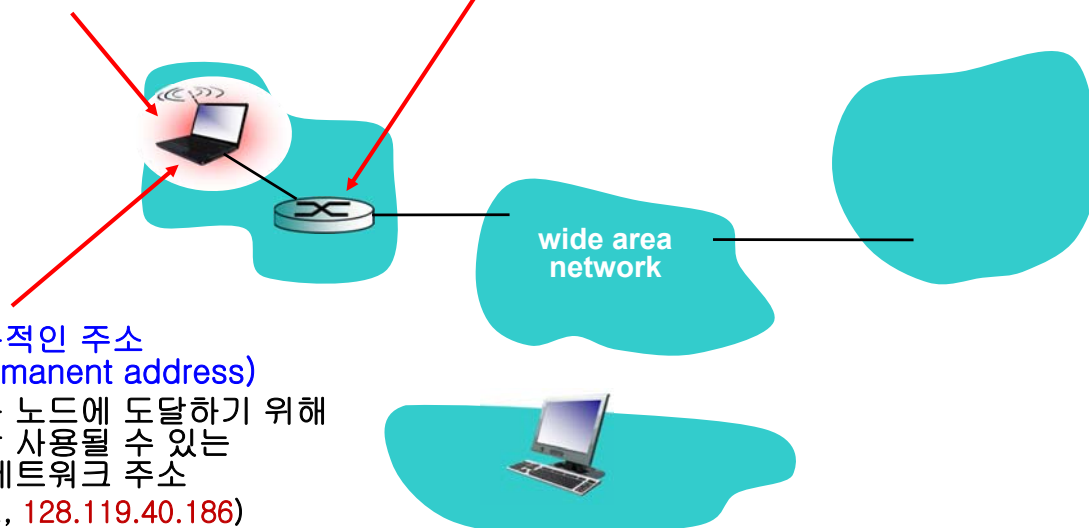 wide area
network
적인 주소
manent address)
노드에 도달하기 위해
사용될 수 있는
네트워크 주소
, 128.119.40.186)